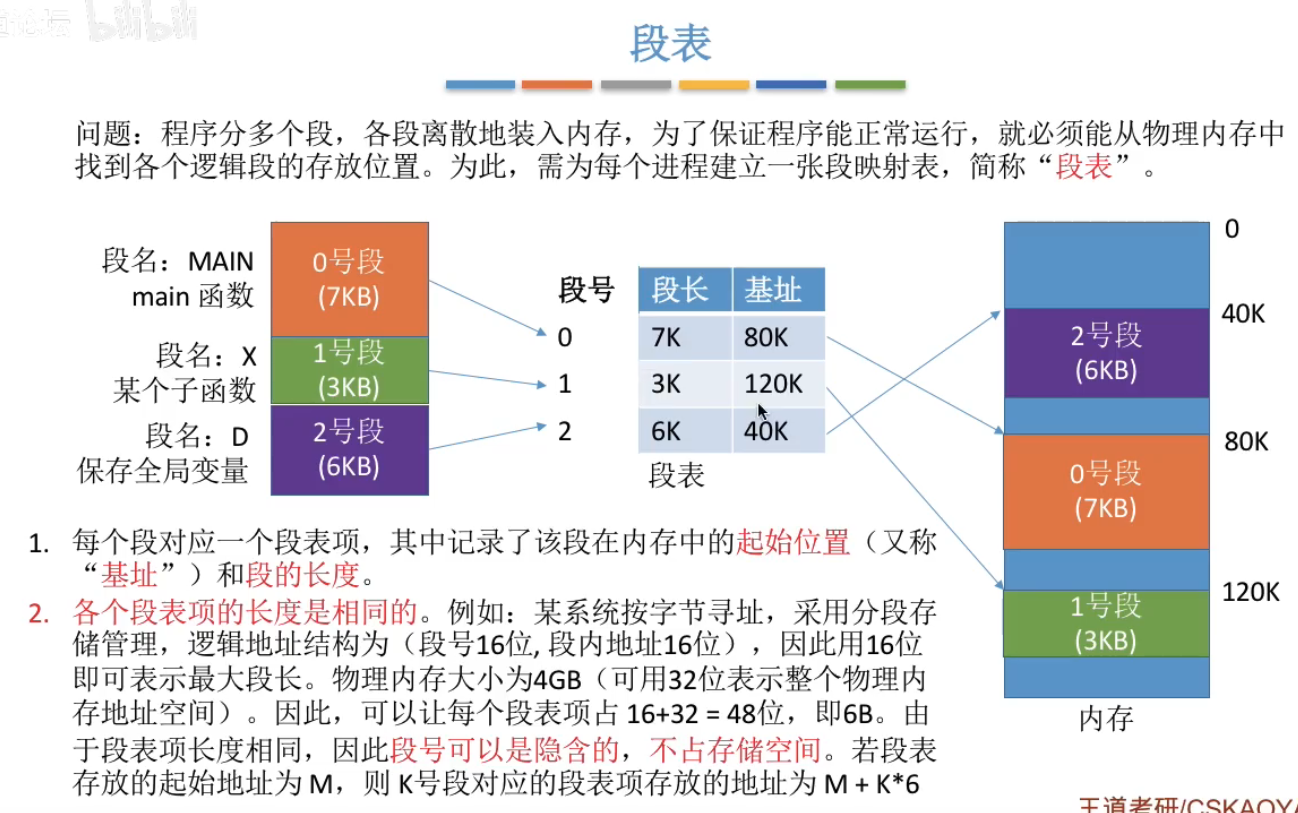 bilibili
段表
问题：程序分多个段，各段离散地装入内存，为了保证程序能正常运行，就必须能从物理内存中
找到各个逻辑段的存放位置。为此，需为每个进程建立一张段映射表，简称“段表”。
段名：MAIN
main 函数
0号段
(7KB)
段名：X
某个子函数
1号段
(3KB)
段名：D
保存全局变量
2号段
(6KB)
段号 段长 基址
0 7K 80K
1 3K 120K
2 6K 40K
段表
0
40K
2号段
(6KB)
80K
0号段
(7KB)
120K
1号段
(3KB)
内存
1. 每个段对应一个段表项，其中记录了该段在内存中的起始位置（又称
“基址”）和段的长度。
2. 各个段表项的长度是相同的。例如：某系统按字节寻址，采用分段存
储管理，逻辑地址结构为（段号16位, 段内地址16位），因此用16位
即可表示最大段长。物理内存大小为4GB（可用32位表示整个物理内
存地址空间）。因此，可以让每个段表项占 16+32 = 48位，即6B。由
于段表项长度相同，因此段号可以是隐含的，不占存储空间。若段表
存放的起始地址为 M，则 K号段对应的段表项存放的地址为 M + K*6
王道考研/CSKAOYA